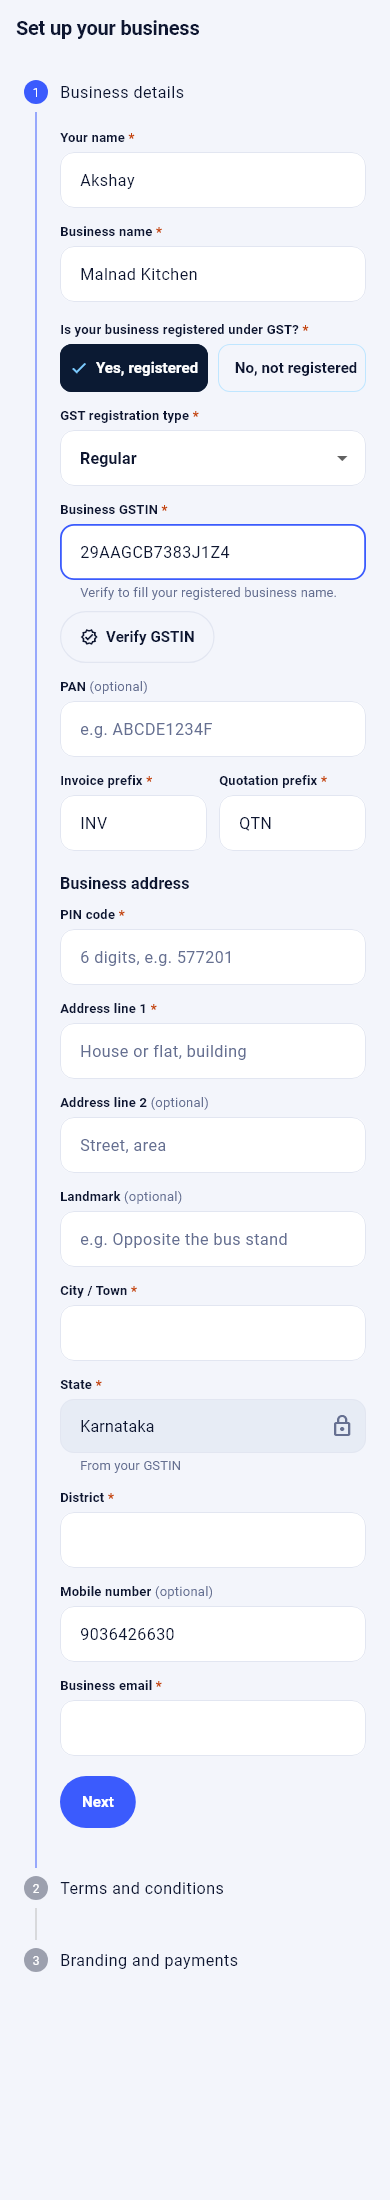 Set up your business
1 Business details
Your name *
Akshay
Business name *
Malnad Kitchen
Is your business registered under GST? *
Yes, registered No, not registered
GST registration type *
Regular
Business GSTIN *
29AAGCB7383J1Z4
Verify to fill your registered business name.
Verify GSTIN
PAN (optional)
e.g. ABCDE1234F
Invoice prefix * Quotation prefix *
INV QTN
Business address
PIN code *
6 digits, e.g. 577201
Address line 1 *
House or flat, building
Address line 2 (optional)
Street, area
Landmark (optional)
e.g. Opposite the bus stand
City / Town *
State *
Karnataka
From your GSTIN
District *
Mobile number (optional)
9036426630
Business email *
Next
2 Terms and conditions
3 Branding and payments